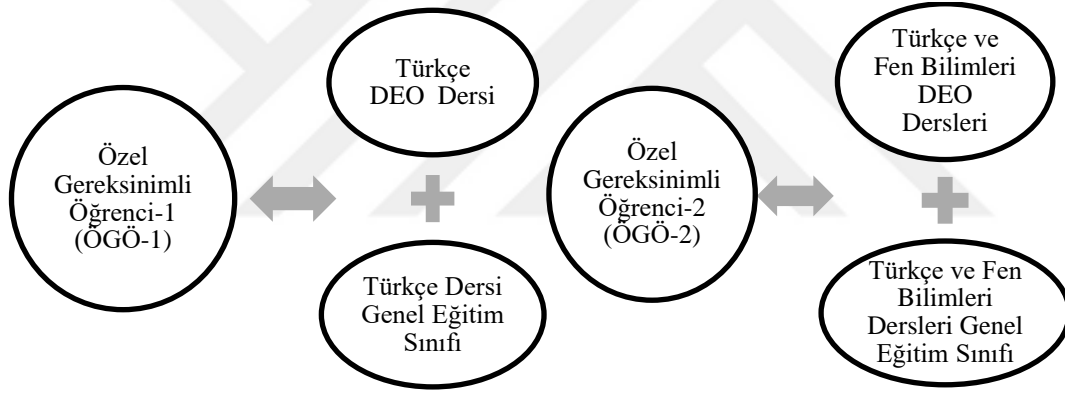 Özel
Gereksinimli
Öğrenci-1
(ÖGÖ-1)
Türkçe
DEO Dersi
Türkçe Dersi
Genel Eğitim
Sınıfı
Özel
Gereksinimli
Öğrenci-2
(ÖGÖ-2)
Türkçe ve
Fen Bilimleri
DEO
Dersleri
Türkçe ve Fen
Bilimleri
Dersleri Genel
Eğitim Sınıfı